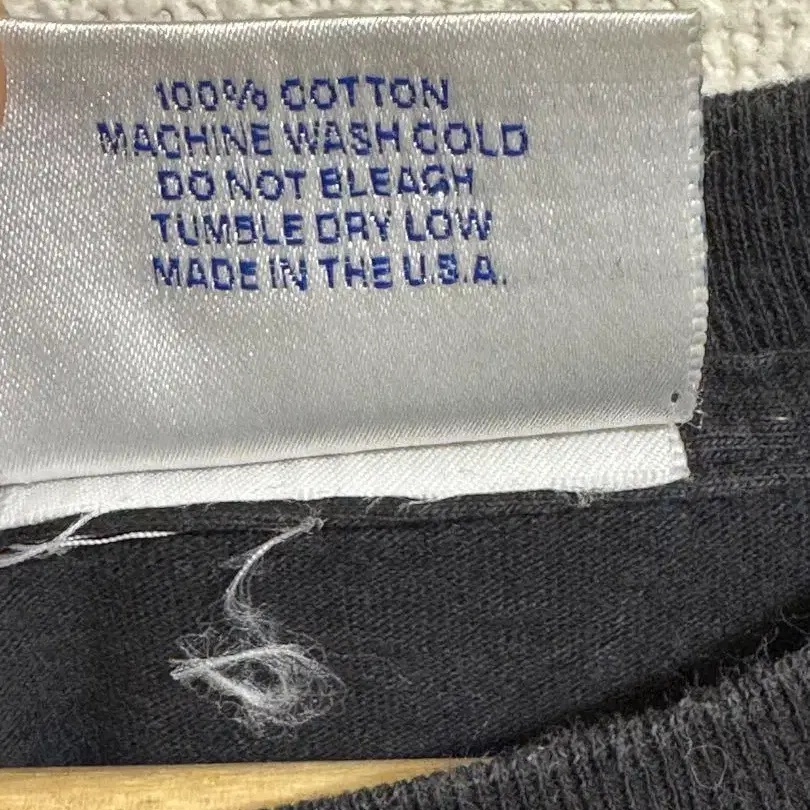 100% COTTON
MACHINE WASH COLD
DO NOT BLEACH
TUMBLE DRY LOW
MADE IN THE U.S.A.